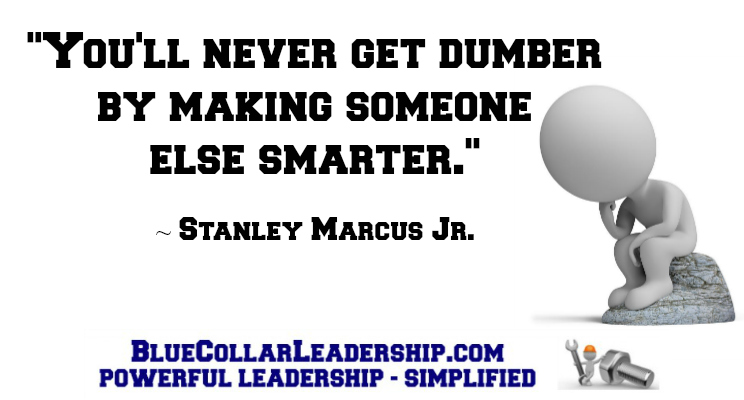 "You'll never get dumber
by making someone
else smarter."
~ Stanley Marcus Jr.
BlueCollarLeadership.com
powerful leadership - simplified